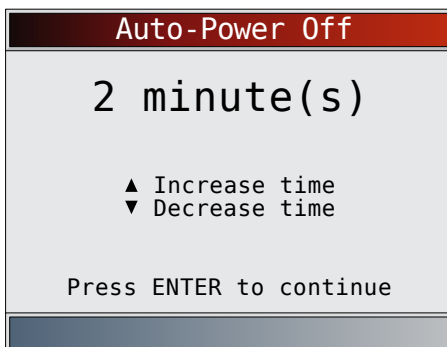 Auto-Power Off
2 minute(s)
▲ Increase time
▼ Decrease time
Press ENTER to continue